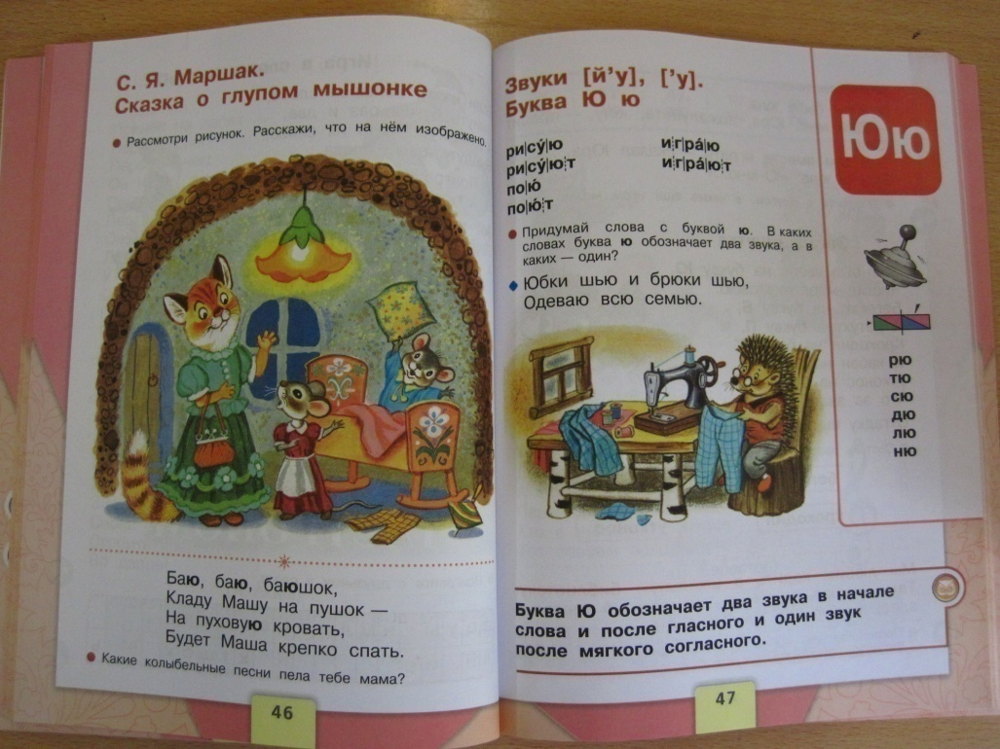 С. Я. Маршак.
Сказка о глупом мышонке
● Рассмотри рисунок. Расскажи, что на нём изображено.
Баю, баю, баюшок,
Кладу Машу на пушок —
На пуховую кровать,
Будет Маша крепко спать.
● Какие колыбельные песни пела тебе мама?
46
Звуки [й’у], [’у].
Буква Ю ю
ри|су́|ю и|гра́|ю
ри|су́|ю|т и|гра́|ю|т
по|ю́
по|ю́|т
● Придумай слова с буквой ю. В каких
словах буква ю обозначает два звука, а в
каких — один?
◆ Юбки шью и брюки шью,
Одеваю всю семью.
Юю
рю
тю
сю
дю
лю
ню
Буква Ю обозначает два звука в начале
слова и после гласного и один звук
после мягкого согласного.
47